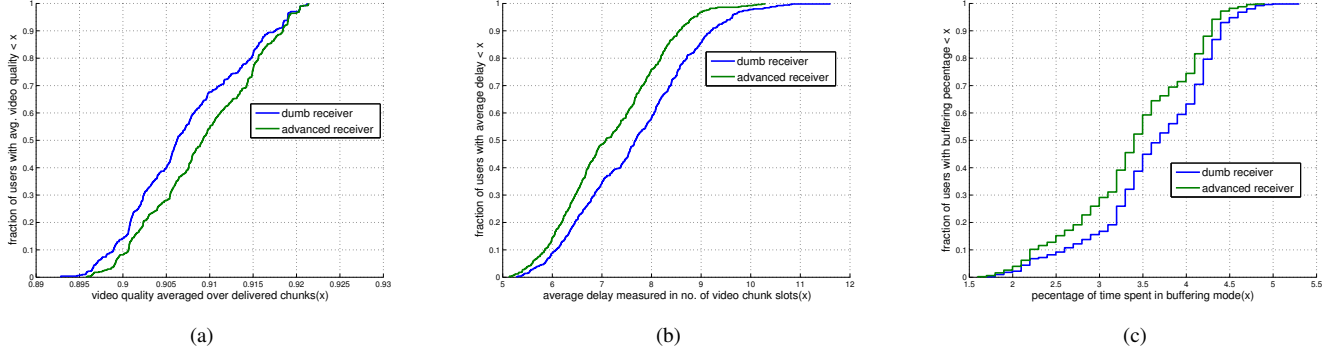 1
0.9
0.8
0.7
0.6
0.5
0.4
0.3
0.2
0.1
0
fraction of users with avg. video quality < x
dumb receiver
advanced receiver
0.89 0.895 0.9 0.905 0.91 0.915 0.92 0.925 0.93
video quality averaged over delivered chunks(x)
(a)
1
0.9
0.8
0.7
0.6
0.5
0.4
0.3
0.2
0.1
0
fraction of users with average delay < x
dumb receiver
advanced receiver
5 6 7 8 9 10 11 12
average delay measured in no. of video chunk slots(x)
(b)
1
0.9
0.8
0.7
0.6
0.5
0.4
0.3
0.2
0.1
0
fraction of users with buffering percentage < x
dumb receiver
advanced receiver
1.5 2 2.5 3 3.5 4 4.5 5 5.5
pecentage of time spent in buffering mode(x)
(c)